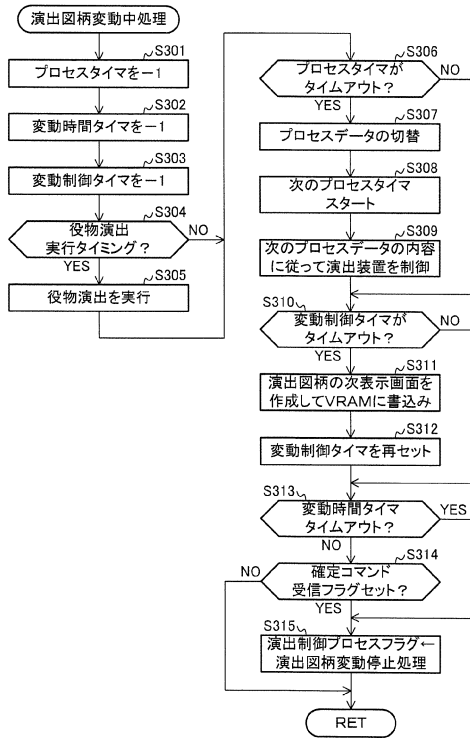 演出図柄変動中処理
S301
プロセスタイマを－1
S302
変動時間タイマを－1
S303
変動制御タイマを－1
S304
役物演出
実行タイミング？
NO
YES
S305
役物演出を実行
S306
プロセスタイマが
タイムアウト？
NO
YES
S307
プロセスデータの切替
S308
次のプロセスタイマ
スタート
S309
次のプロセスデータの内容
に従って演出装置を制御
S310
変動制御タイマが
タイムアウト？
NO
YES
S311
演出図柄の次表示画面を
作成してVRAMに書込み
S312
変動制御タイマを再セット
S313
変動時間タイマ
タイムアウト？
YES
NO
S314
確定コマンド
受信フラグセット？
NO
YES
S315
演出制御プロセスフラグ←
演出図柄変動停止処理
RET